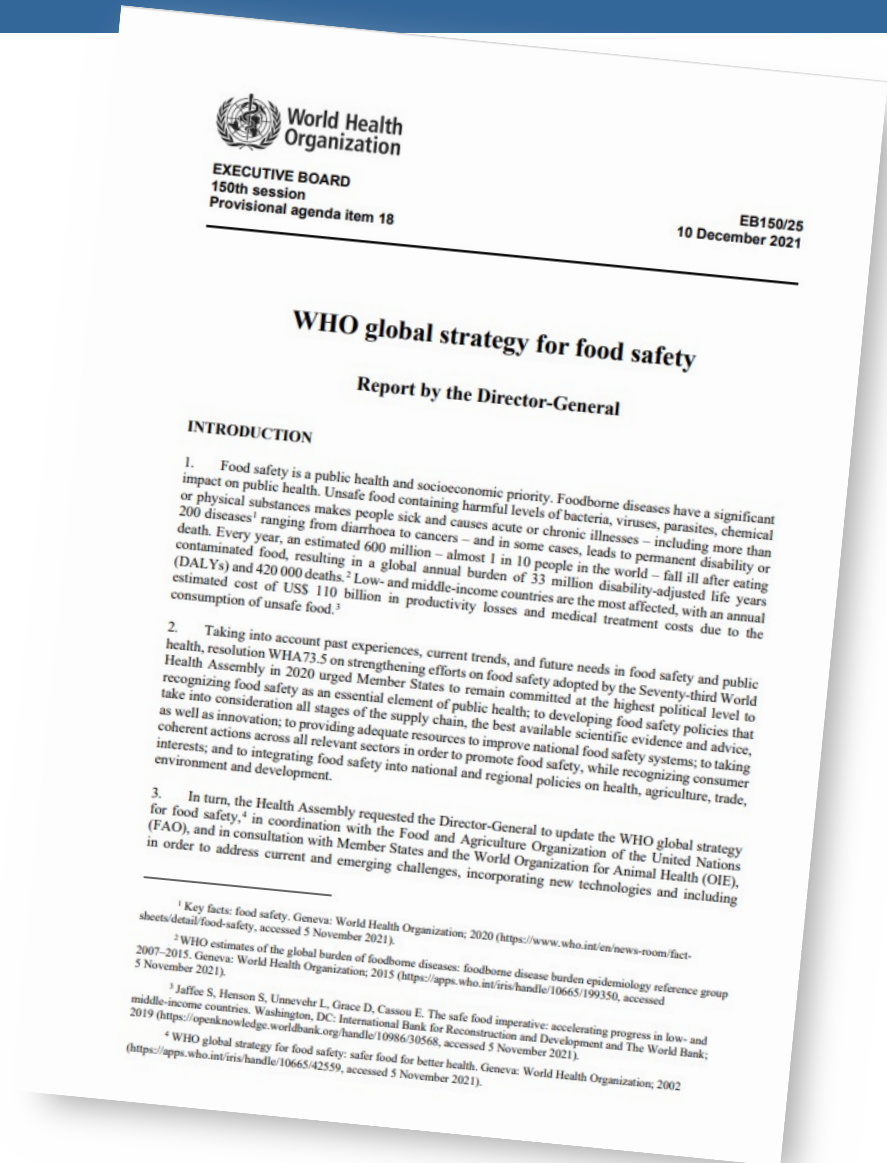 World Health
Organization
EXECUTIVE BOARD
150th session
Provisional agenda item 18
EB150/25
10 December 2021
WHO global strategy for food safety
Report by the Director-General
INTRODUCTION
1. Food safety is a public health and socioeconomic priority. Foodborne diseases have a significant
impact on public health. Unsafe food containing harmful levels of bacteria, viruses, parasites, chemical
or physical substances makes people sick and causes acute or chronic illnesses – including more than
200 diseases¹ ranging from diarrhoea to cancers – and in some cases, leads to permanent disability or
death. Every year, an estimated 600 million – almost 1 in 10 people in the world – fall ill after eating
contaminated food, resulting in a global annual burden of 33 million disability-adjusted life years
(DALYs) and 420 000 deaths.² Low- and middle-income countries are the most affected, with an annual
estimated cost of US$ 110 billion in productivity losses and medical treatment costs due to the
consumption of unsafe food.³
2. Taking into account past experiences, current trends, and future needs in food safety and public
health, resolution WHA73.5 on strengthening efforts on food safety adopted by the Seventy-third World
Health Assembly in 2020 urged Member States to remain committed at the highest political level to
recognizing food safety as an essential element of public health; to developing food safety policies that
take into consideration all stages of the supply chain, the best available scientific evidence and advice,
as well as innovation; to providing adequate resources to improve national food safety systems; to taking
coherent actions across all relevant sectors in order to promote food safety, while recognizing consumer
interests; and to integrating food safety into national and regional policies on health, agriculture, trade,
environment and development.
3. In turn, the Health Assembly requested the Director-General to update the WHO global strategy
for food safety,⁴ in coordination with the Food and Agriculture Organization of the United Nations
(FAO), and in consultation with Member States and the World Organization for Animal Health (OIE),
in order to address current and emerging challenges, incorporating new technologies and including
¹ Key facts: food safety. Geneva: World Health Organization; 2020 (https://www.who.int/en/news-room/fact-
sheets/detail/food-safety, accessed 5 November 2021).
² WHO estimates of the global burden of foodborne diseases: foodborne disease burden epidemiology reference group
2007–2015. Geneva: World Health Organization; 2015 (https://apps.who.int/iris/handle/10665/199350, accessed
5 November 2021).
³ Jaffee S, Henson S, Unnevehr L, Grace D, Cassou E. The safe food imperative: accelerating progress in low- and
middle-income countries. Washington, DC: International Bank for Reconstruction and Development and The World Bank;
2019 (https://openknowledge.worldbank.org/handle/10986/30568, accessed 5 November 2021).
⁴ WHO global strategy for food safety: safer food for better health. Geneva: World Health Organization; 2002
(https://apps.who.int/iris/handle/10665/42559, accessed 5 November 2021).